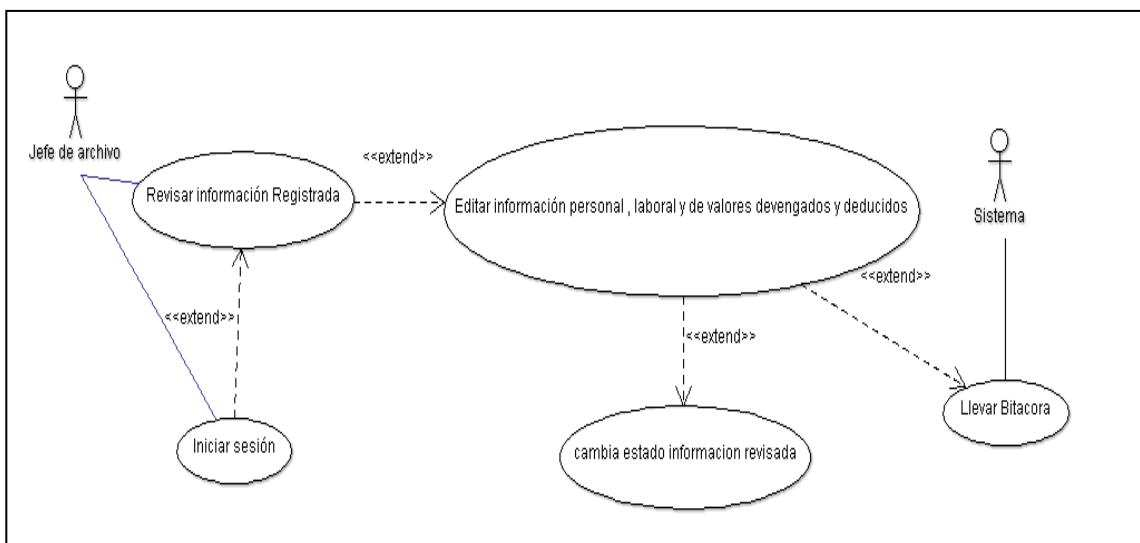 Jefe de archivo
Revisar información Registrada
<<extend>>
Editar información personal , laboral y de valores devengados y deducidos
Sistema
<<extend>>
<<extend>>
<<extend>>
Iniciar sesión
cambia estado informacion revisada
Llevar Bitacora